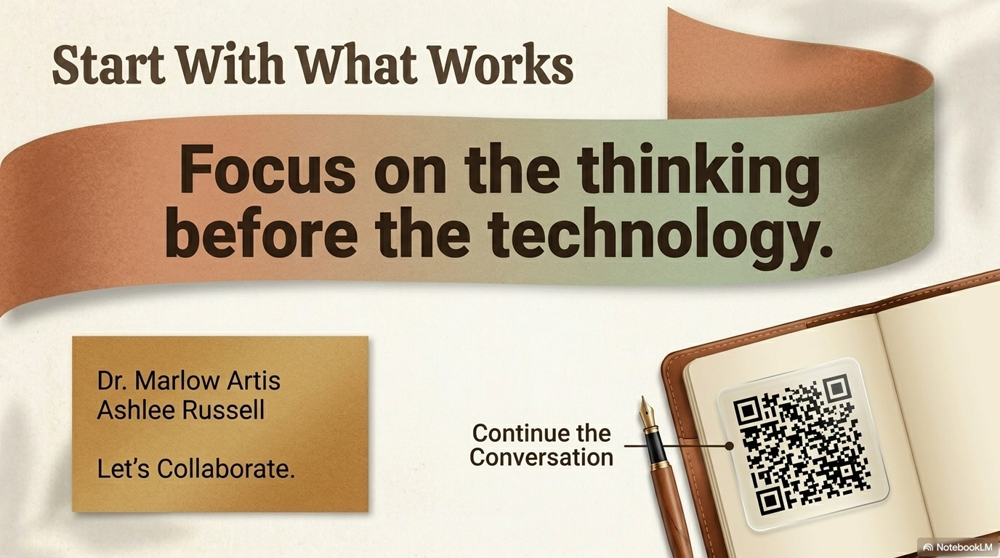 Start With What Works
Focus on the thinking
before the technology.
Dr. Marlow Artis
Ashlee Russell
Let’s Collaborate.
Continue the
Conversation
NotebookLM